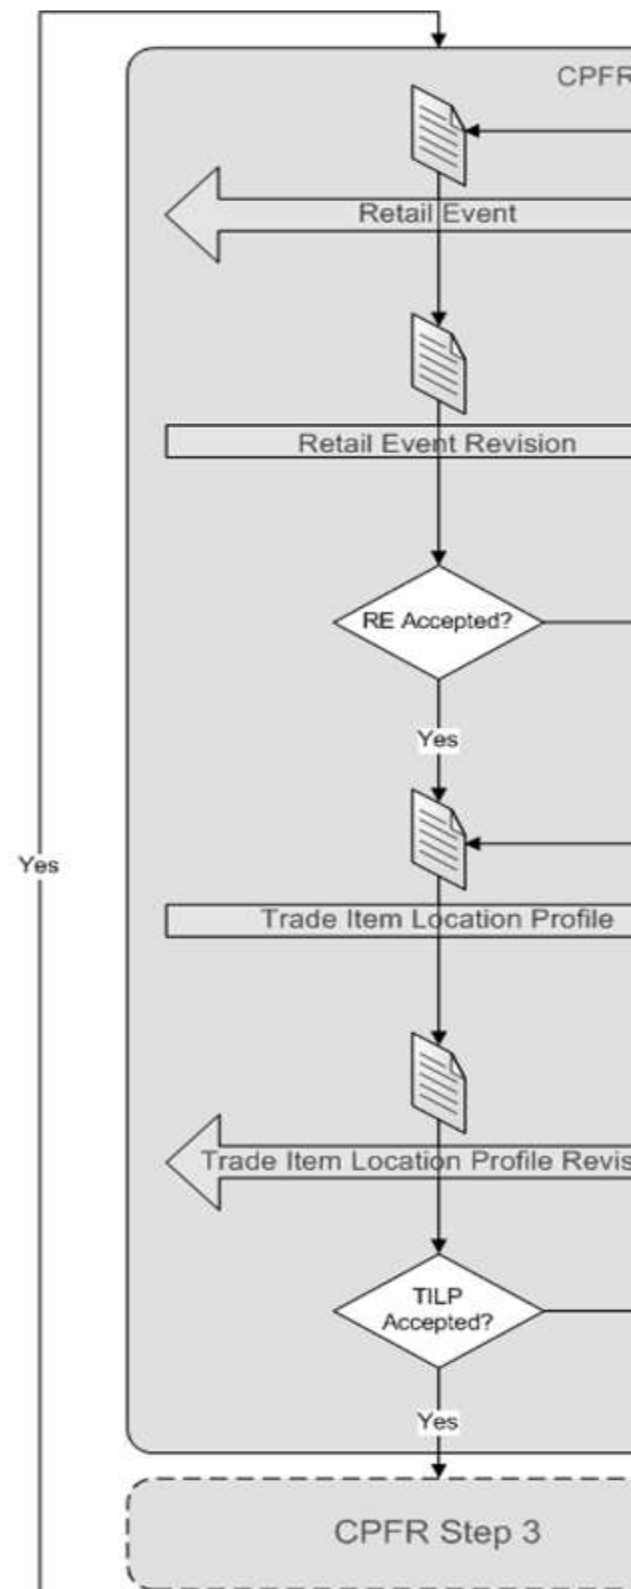 CPFR
Retail Event
Retail Event Revision
RE Accepted?
Yes
Yes
Trade Item Location Profile
Trade Item Location Profile Revis
TILP
Accepted?
Yes
CPFR Step 3